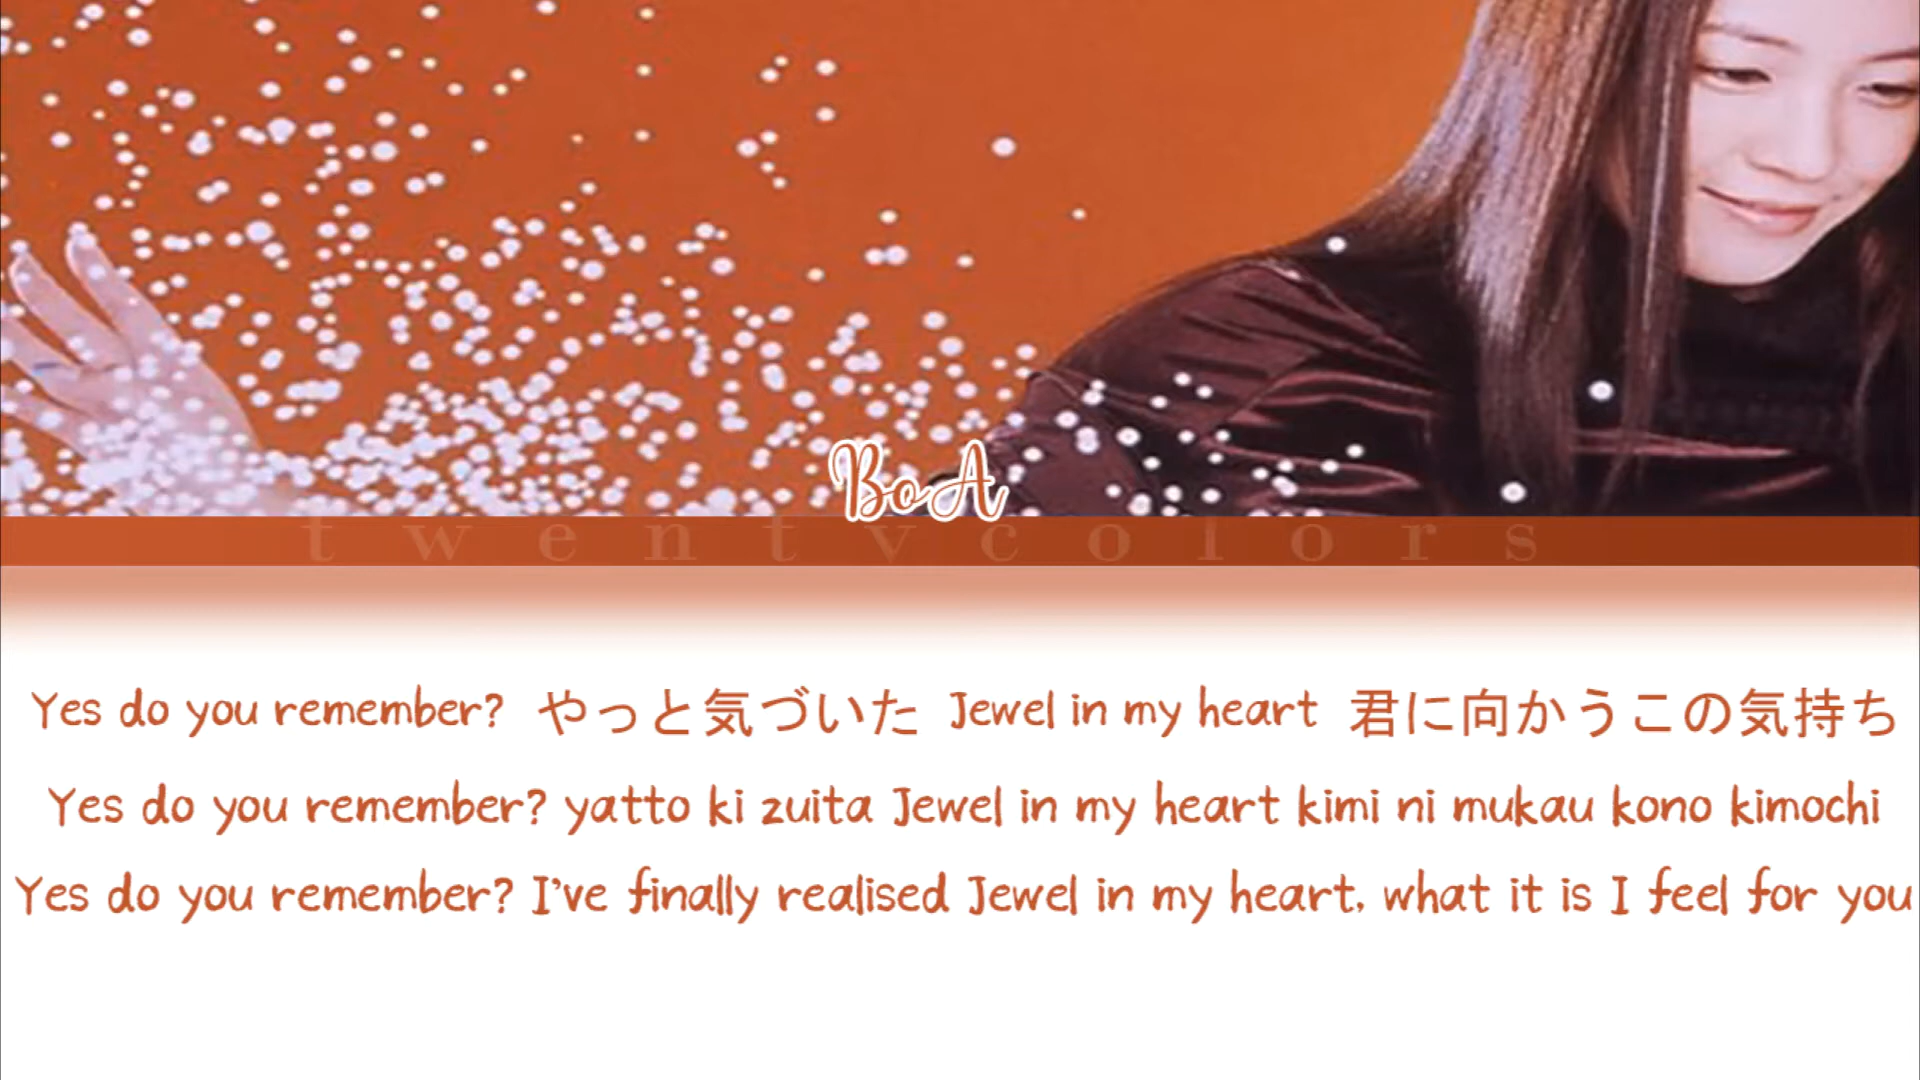 BoA
twentycolors
Yes do you remember? やっと気づいた Jewel in my heart 君に向かうこの気持ち
Yes do you remember? yatto ki zuita Jewel in my heart kimi ni mukau kono kimochi
Yes do you remember? I've finally realised Jewel in my heart, what it is I feel for you